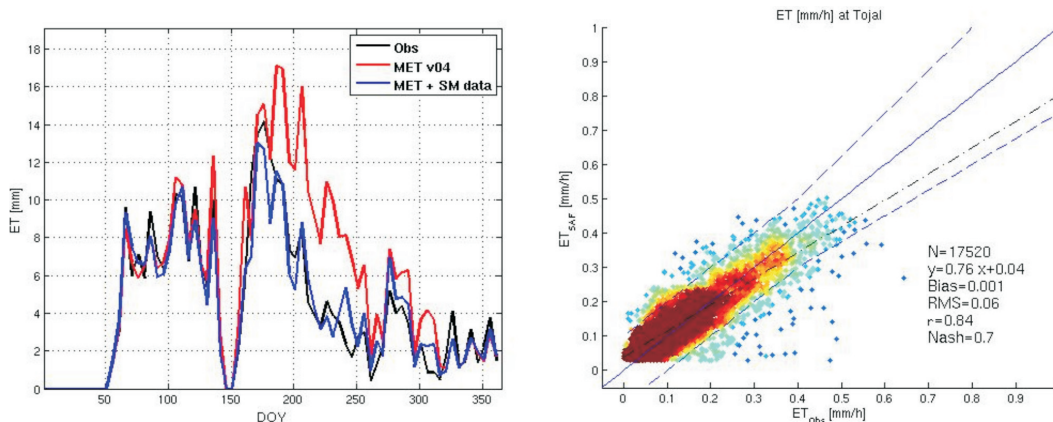 Obs
MET v04
MET + SM data
ET [mm]
18
16
14
12
10
8
6
4
2
0
0 50 100 150 200 250 300 350
DOY
ET [mm/h] at Tojal
ET_SAF [mm/h]
1
0.9
0.8
0.7
0.6
0.5
0.4
0.3
0.2
0.1
0
N=17520
y=0.76 x+0.04
Bias=0.001
RMS=0.06
r=0.84
Nash=0.7
0 0.1 0.2 0.3 0.4 0.5 0.6 0.7 0.8 0.9
ET_Obs [mm/h]